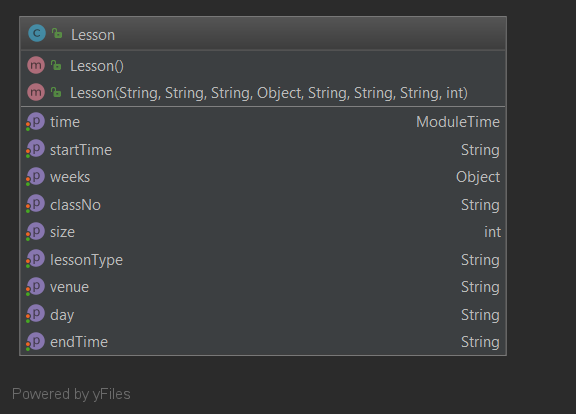 C Lesson
m Lesson()
m Lesson(String, String, String, Object, String, String, String, int)
p time ModuleTime
p startTime String
p weeks Object
p classNo String
p size int
p lessonType String
p venue String
p day String
p endTime String
Powered by yFiles